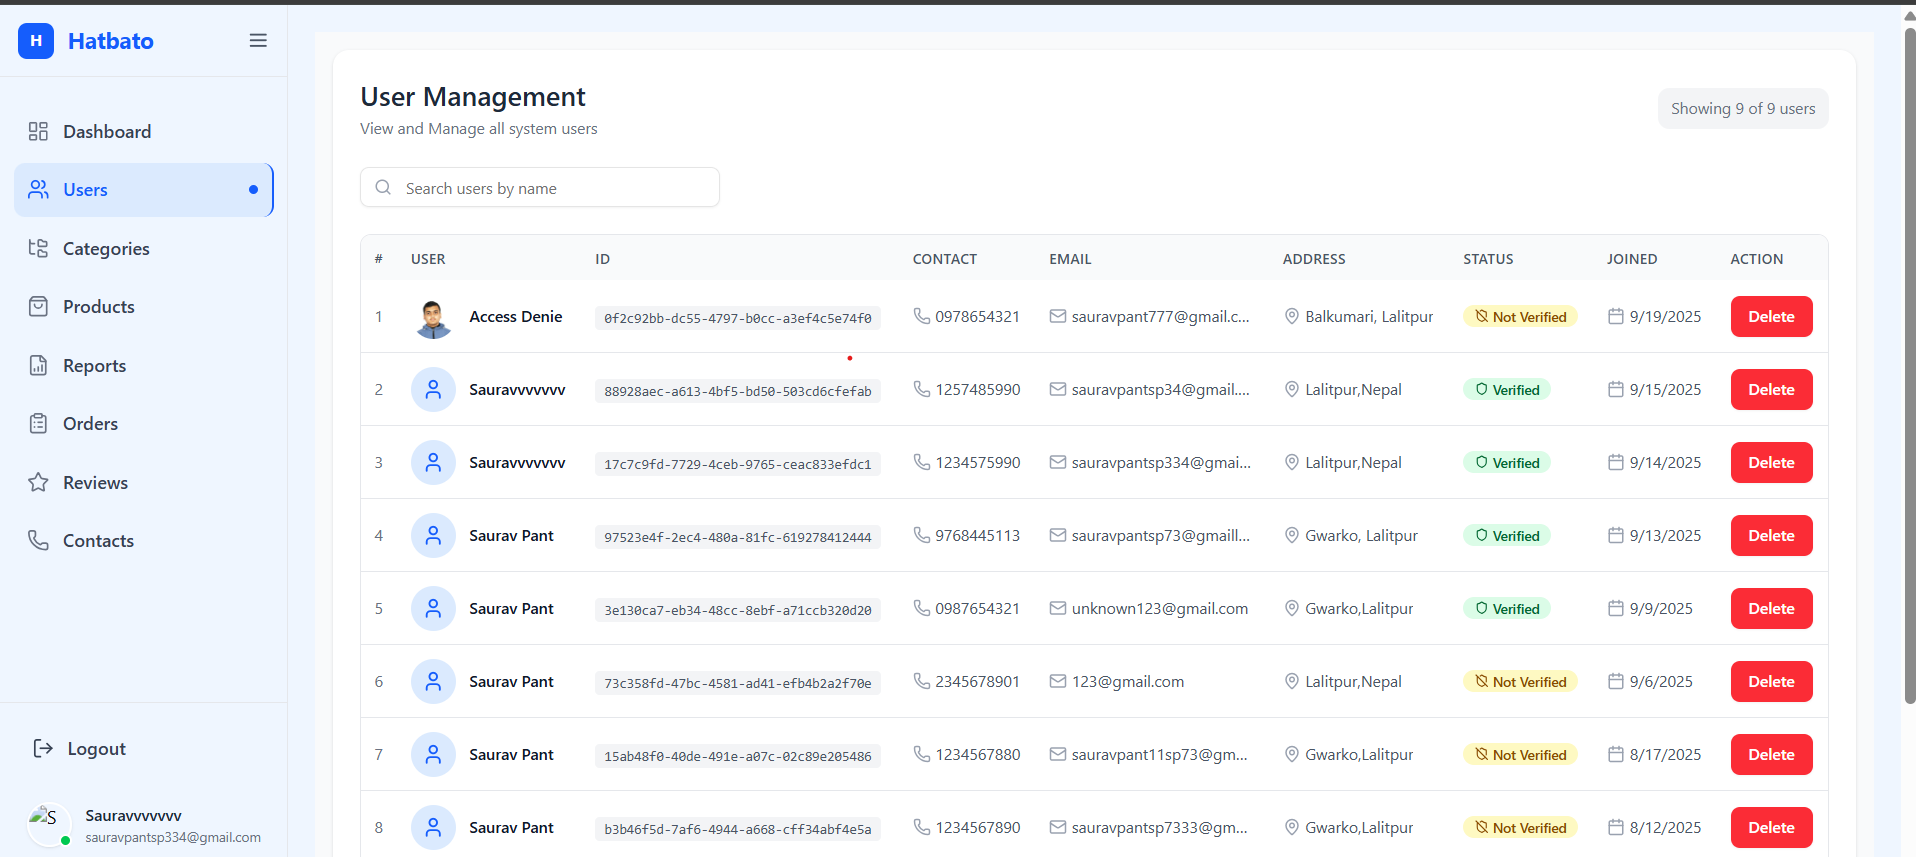 H Hatbato
Dashboard
Users
Categories
Products
Reports
Orders
Reviews
Contacts
Logout
S Sauravvvvvvv
sauravpantsp334@gmail.com
User Management
View and Manage all system users
Showing 9 of 9 users
Search users by name
# USER ID CONTACT EMAIL ADDRESS STATUS JOINED ACTION
1 Access Denie 0f2c92bb-dc55-4797-b0cc-a3ef4c5e74f0 0978654321 sauravpant777@gmail.c... Balkumari, Lalitpur Not Verified 9/19/2025 Delete
2 Sauravvvvvvv 88928aec-a613-4bf5-bd50-503cd6cfefab 1257485990 sauravpantsp34@gmail.... Lalitpur,Nepal Verified 9/15/2025 Delete
3 Sauravvvvvvv 17c7c9fd-7729-4ceb-9765-ceac833efdc1 1234575990 sauravpantsp334@gmai... Lalitpur,Nepal Verified 9/14/2025 Delete
4 Saurav Pant 97523e4f-2ec4-480a-81fc-619278412444 9768445113 sauravpantsp73@gmaill... Gwarko, Lalitpur Verified 9/13/2025 Delete
5 Saurav Pant 3e130ca7-eb34-48cc-8ebf-a71ccb320d20 0987654321 unknown123@gmail.com Gwarko,Lalitpur Verified 9/9/2025 Delete
6 Saurav Pant 73c358fd-47bc-4581-ad41-efb4b2a2f70e 2345678901 123@gmail.com Lalitpur,Nepal Not Verified 9/6/2025 Delete
7 Saurav Pant 15ab48f0-40de-491e-a07c-02c89e205486 1234567880 sauravpant11sp73@gm... Gwarko,Lalitpur Not Verified 8/17/2025 Delete
8 Saurav Pant b3b46f5d-7af6-4944-a668-cff34abf4e5a 1234567890 sauravpantsp7333@gm... Gwarko,Lalitpur Not Verified 8/12/2025 Delete